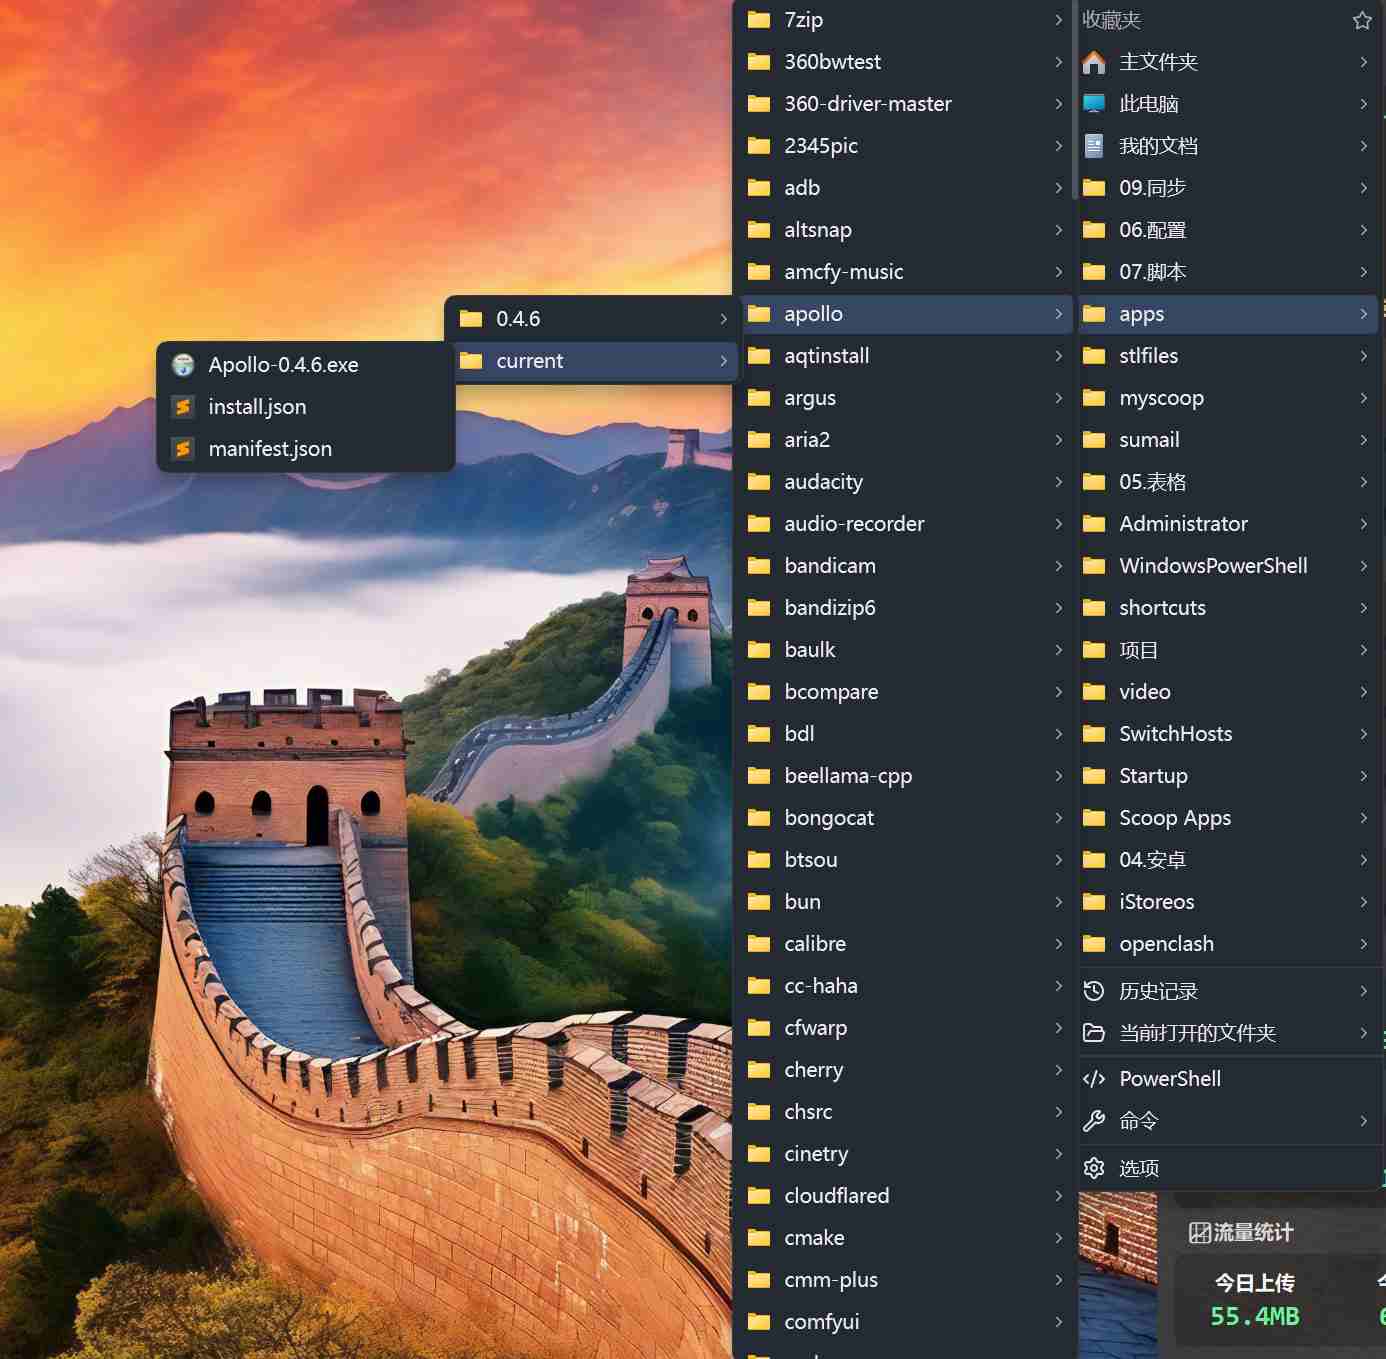 Apollo-0.4.6.exe
install.json
manifest.json
0.4.6
current
7zip
360bwtest
360-driver-master
2345pic
adb
altsnap
amcfy-music
apollo
aqtinstall
argus
aria2
audacity
audio-recorder
bandicam
bandizip6
baulk
bcompare
bdl
beellama-cpp
bongocat
btsou
bun
calibre
cc-haha
cfwarp
cherry
chsrc
cinetry
cloudflared
cmake
cmm-plus
comfyui
收藏夹
主文件夹
此电脑
我的文档
09.同步
06.配置
07.脚本
apps
stlfiles
myscoop
sumail
05.表格
Administrator
WindowsPowerShell
shortcuts
项目
video
SwitchHosts
Startup
Scoop Apps
04.安卓
iStoreos
openclash
历史记录
当前打开的文件夹
PowerShell
命令
选项
流量统计
今日上传
55.4MB